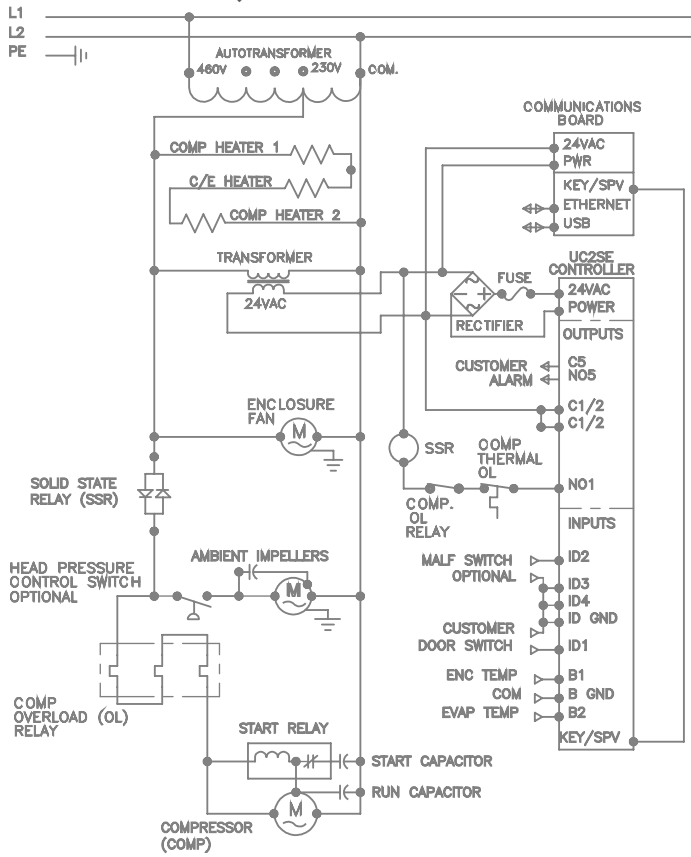 L1
L2
PE
AUTOTRANSFORMER
460V
230V
COM.
COMMUNICATIONS
BOARD
24VAC
PWR
KEY/SPV
ETHERNET
USB
COMP HEATER 1
C/E HEATER
COMP HEATER 2
TRANSFORMER
24VAC
RECTIFIER
FUSE
UC2SE
CONTROLLER
24VAC
POWER
OUTPUTS
CUSTOMER
ALARM
C5
NO5
C1/2
C1/2
ENCLOSURE
FAN
M
SSR
COMP
THERMAL
OL
NO1
COMP.
OL
RELAY
SOLID STATE
RELAY (SSR)
INPUTS
HEAD PRESSURE
CONTROL SWITCH
OPTIONAL
AMBIENT IMPELLERS
M
MALF SWITCH
OPTIONAL
ID2
ID3
ID4
ID GND
CUSTOMER
DOOR SWITCH
ID1
ENC TEMP
B1
COM
B GND
EVAP TEMP
B2
KEY/SPV
COMP
OVERLOAD (OL)
RELAY
START RELAY
START CAPACITOR
RUN CAPACITOR
M
COMPRESSOR
(COMP)